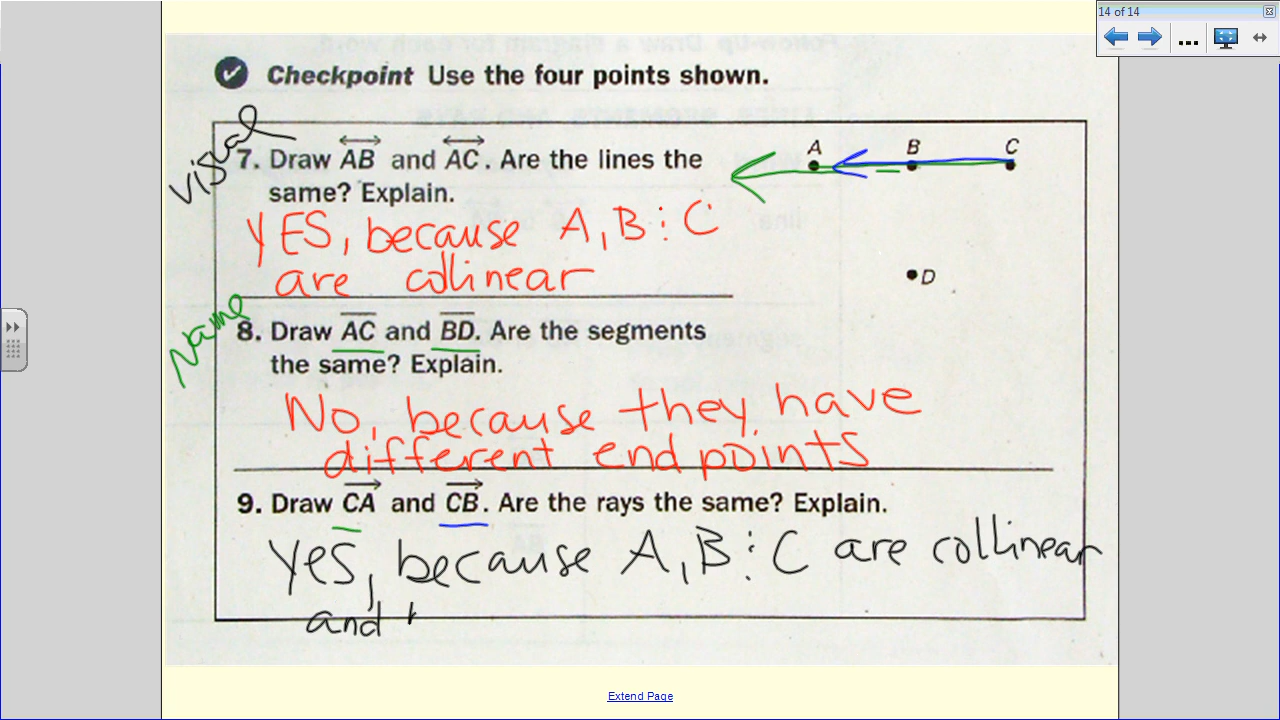 14 of 14
Checkpoint Use the four points shown.
Visual
7. Draw AB and AC. Are the lines the
same? Explain.
A B C
YES, because A, B : C
are collinear
D
Name
8. Draw AC and BD. Are the segments
the same? Explain.
No, because they have
different endpoints
9. Draw CA and CB. Are the rays the same? Explain.
Yes, because A, B : C are collinear
and
Extend Page